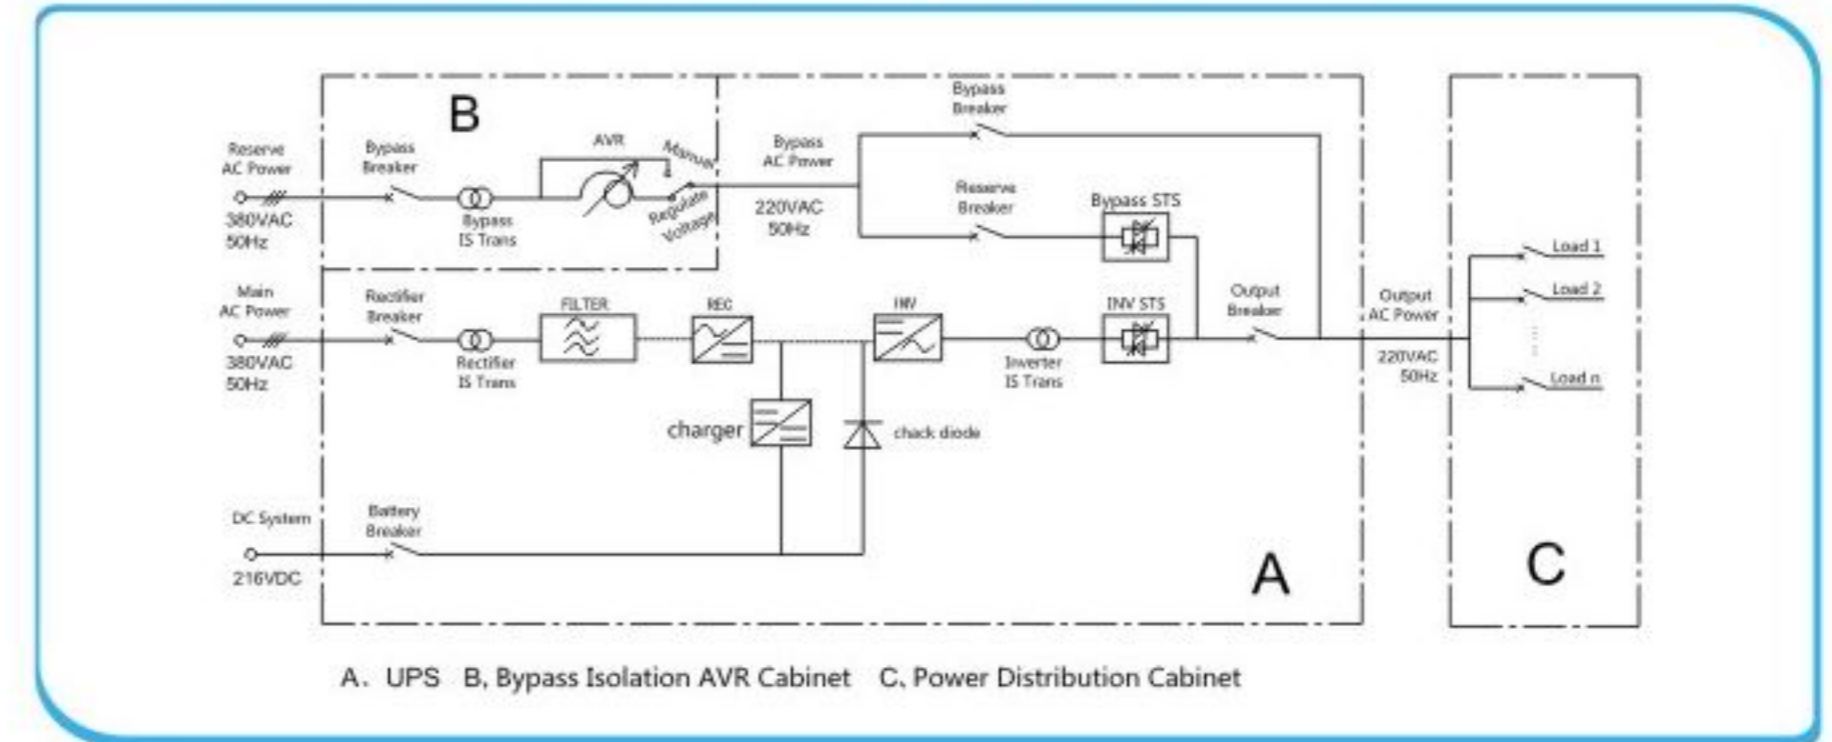 B
Reserve
AC Power
380VAC
50Hz
Bypass
Breaker
Bypass
IS Trans
AVR
Manual
Regulate
Voltage
Bypass
AC Power
220VAC
50Hz
Bypass
Breaker
Reserve
Breaker
Bypass STS
Main
AC Power
380VAC
50Hz
Rectifier
Breaker
Rectifier
IS Trans
FILTER
REC
INV
Inverter
IS Trans
INV STS
Output
Breaker
Output
AC Power
220VAC
50Hz
Load 1
Load 2
Load n
charger
chack diode
DC System
216VDC
Battery
Breaker
A
C
A、UPS B, Bypass Isolation AVR Cabinet C、Power Distribution Cabinet